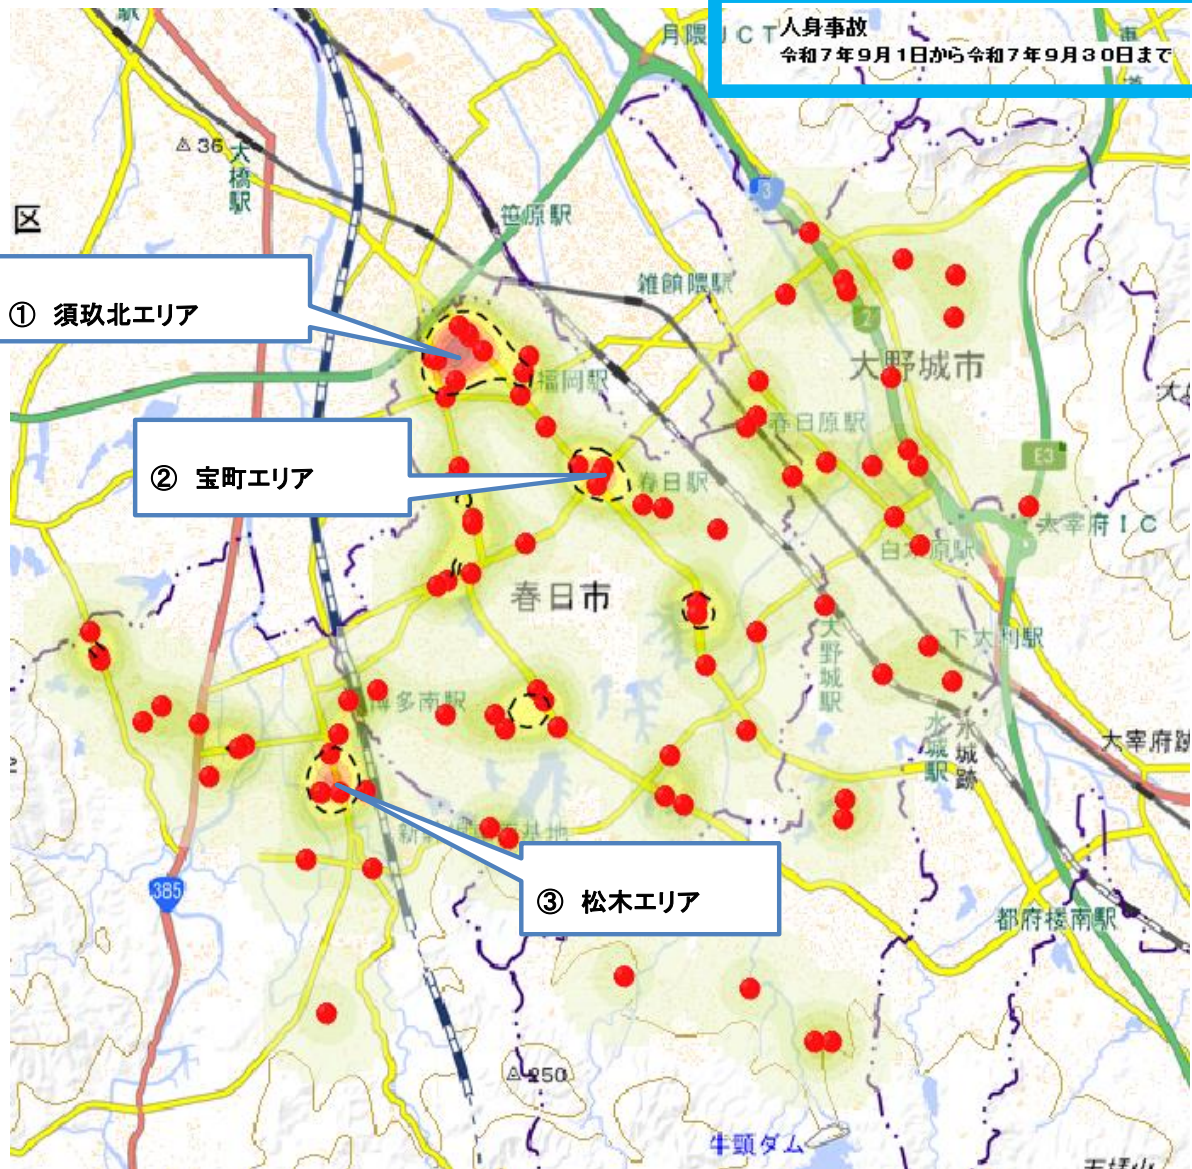 駅
月隈JCT
人身事故
令和7年9月1日から令和7年9月30日まで
36
大橋駅
3
区
笹原駅
雑餉隈駅
① 須玖北エリア
2
大野城市
福岡駅
春日原駅
② 宝町エリア
春日駅
E3
太宰府IC
白木原駅
春日市
大野城駅
下大利駅
博多南駅
水城駅
水城跡
大宰府跡
基地
385
③ 松木エリア
都府楼南駅
250
牛頸ダム